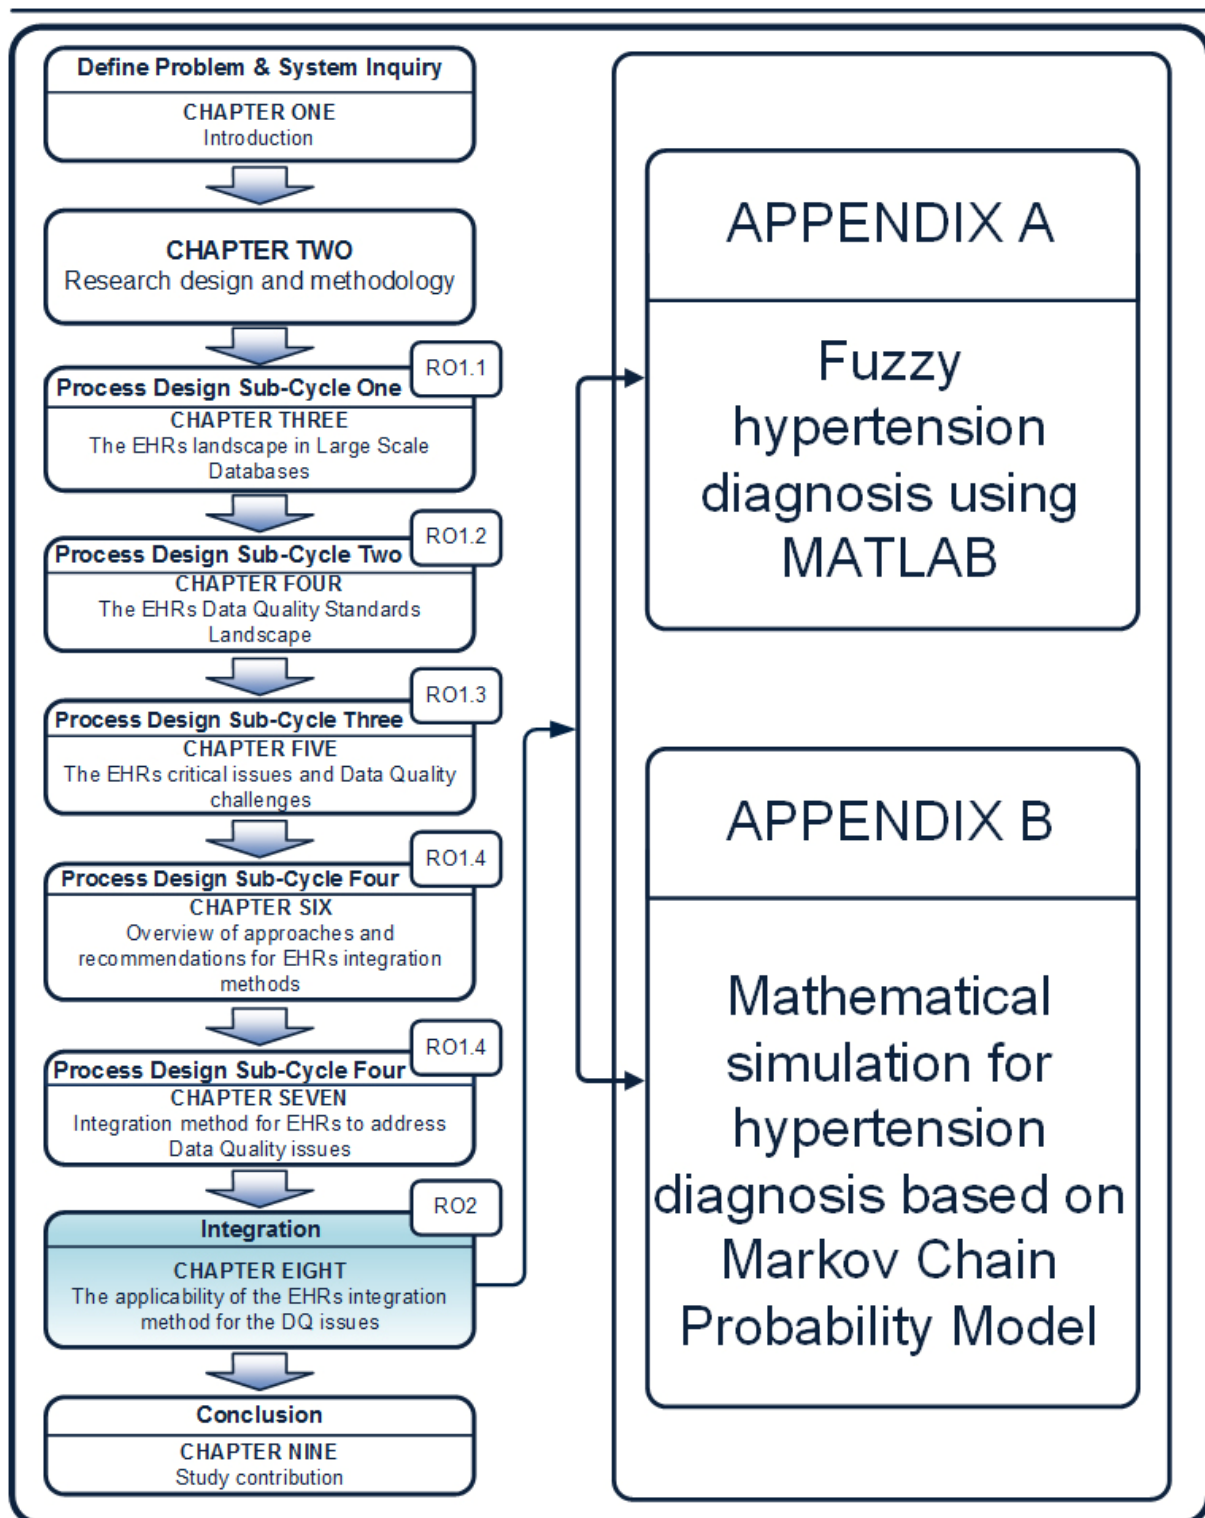 Define Problem & System Inquiry
CHAPTER ONE
Introduction
CHAPTER TWO
Research design and methodology
RO1.1
Process Design Sub-Cycle One
CHAPTER THREE
The EHRs landscape in Large Scale
Databases
RO1.2
Process Design Sub-Cycle Two
CHAPTER FOUR
The EHRs Data Quality Standards
Landscape
RO1.3
Process Design Sub-Cycle Three
CHAPTER FIVE
The EHRs critical issues and Data Quality
challenges
RO1.4
Process Design Sub-Cycle Four
CHAPTER SIX
Overview of approaches and
recommendations for EHRs integration
methods
RO1.4
Process Design Sub-Cycle Four
CHAPTER SEVEN
Integration method for EHRs to address
Data Quality issues
RO2
Integration
CHAPTER EIGHT
The applicability of the EHRs integration
method for the DQ issues
Conclusion
CHAPTER NINE
Study contribution
APPENDIX A
Fuzzy
hypertension
diagnosis using
MATLAB
APPENDIX B
Mathematical
simulation for
hypertension
diagnosis based on
Markov Chain
Probability Model